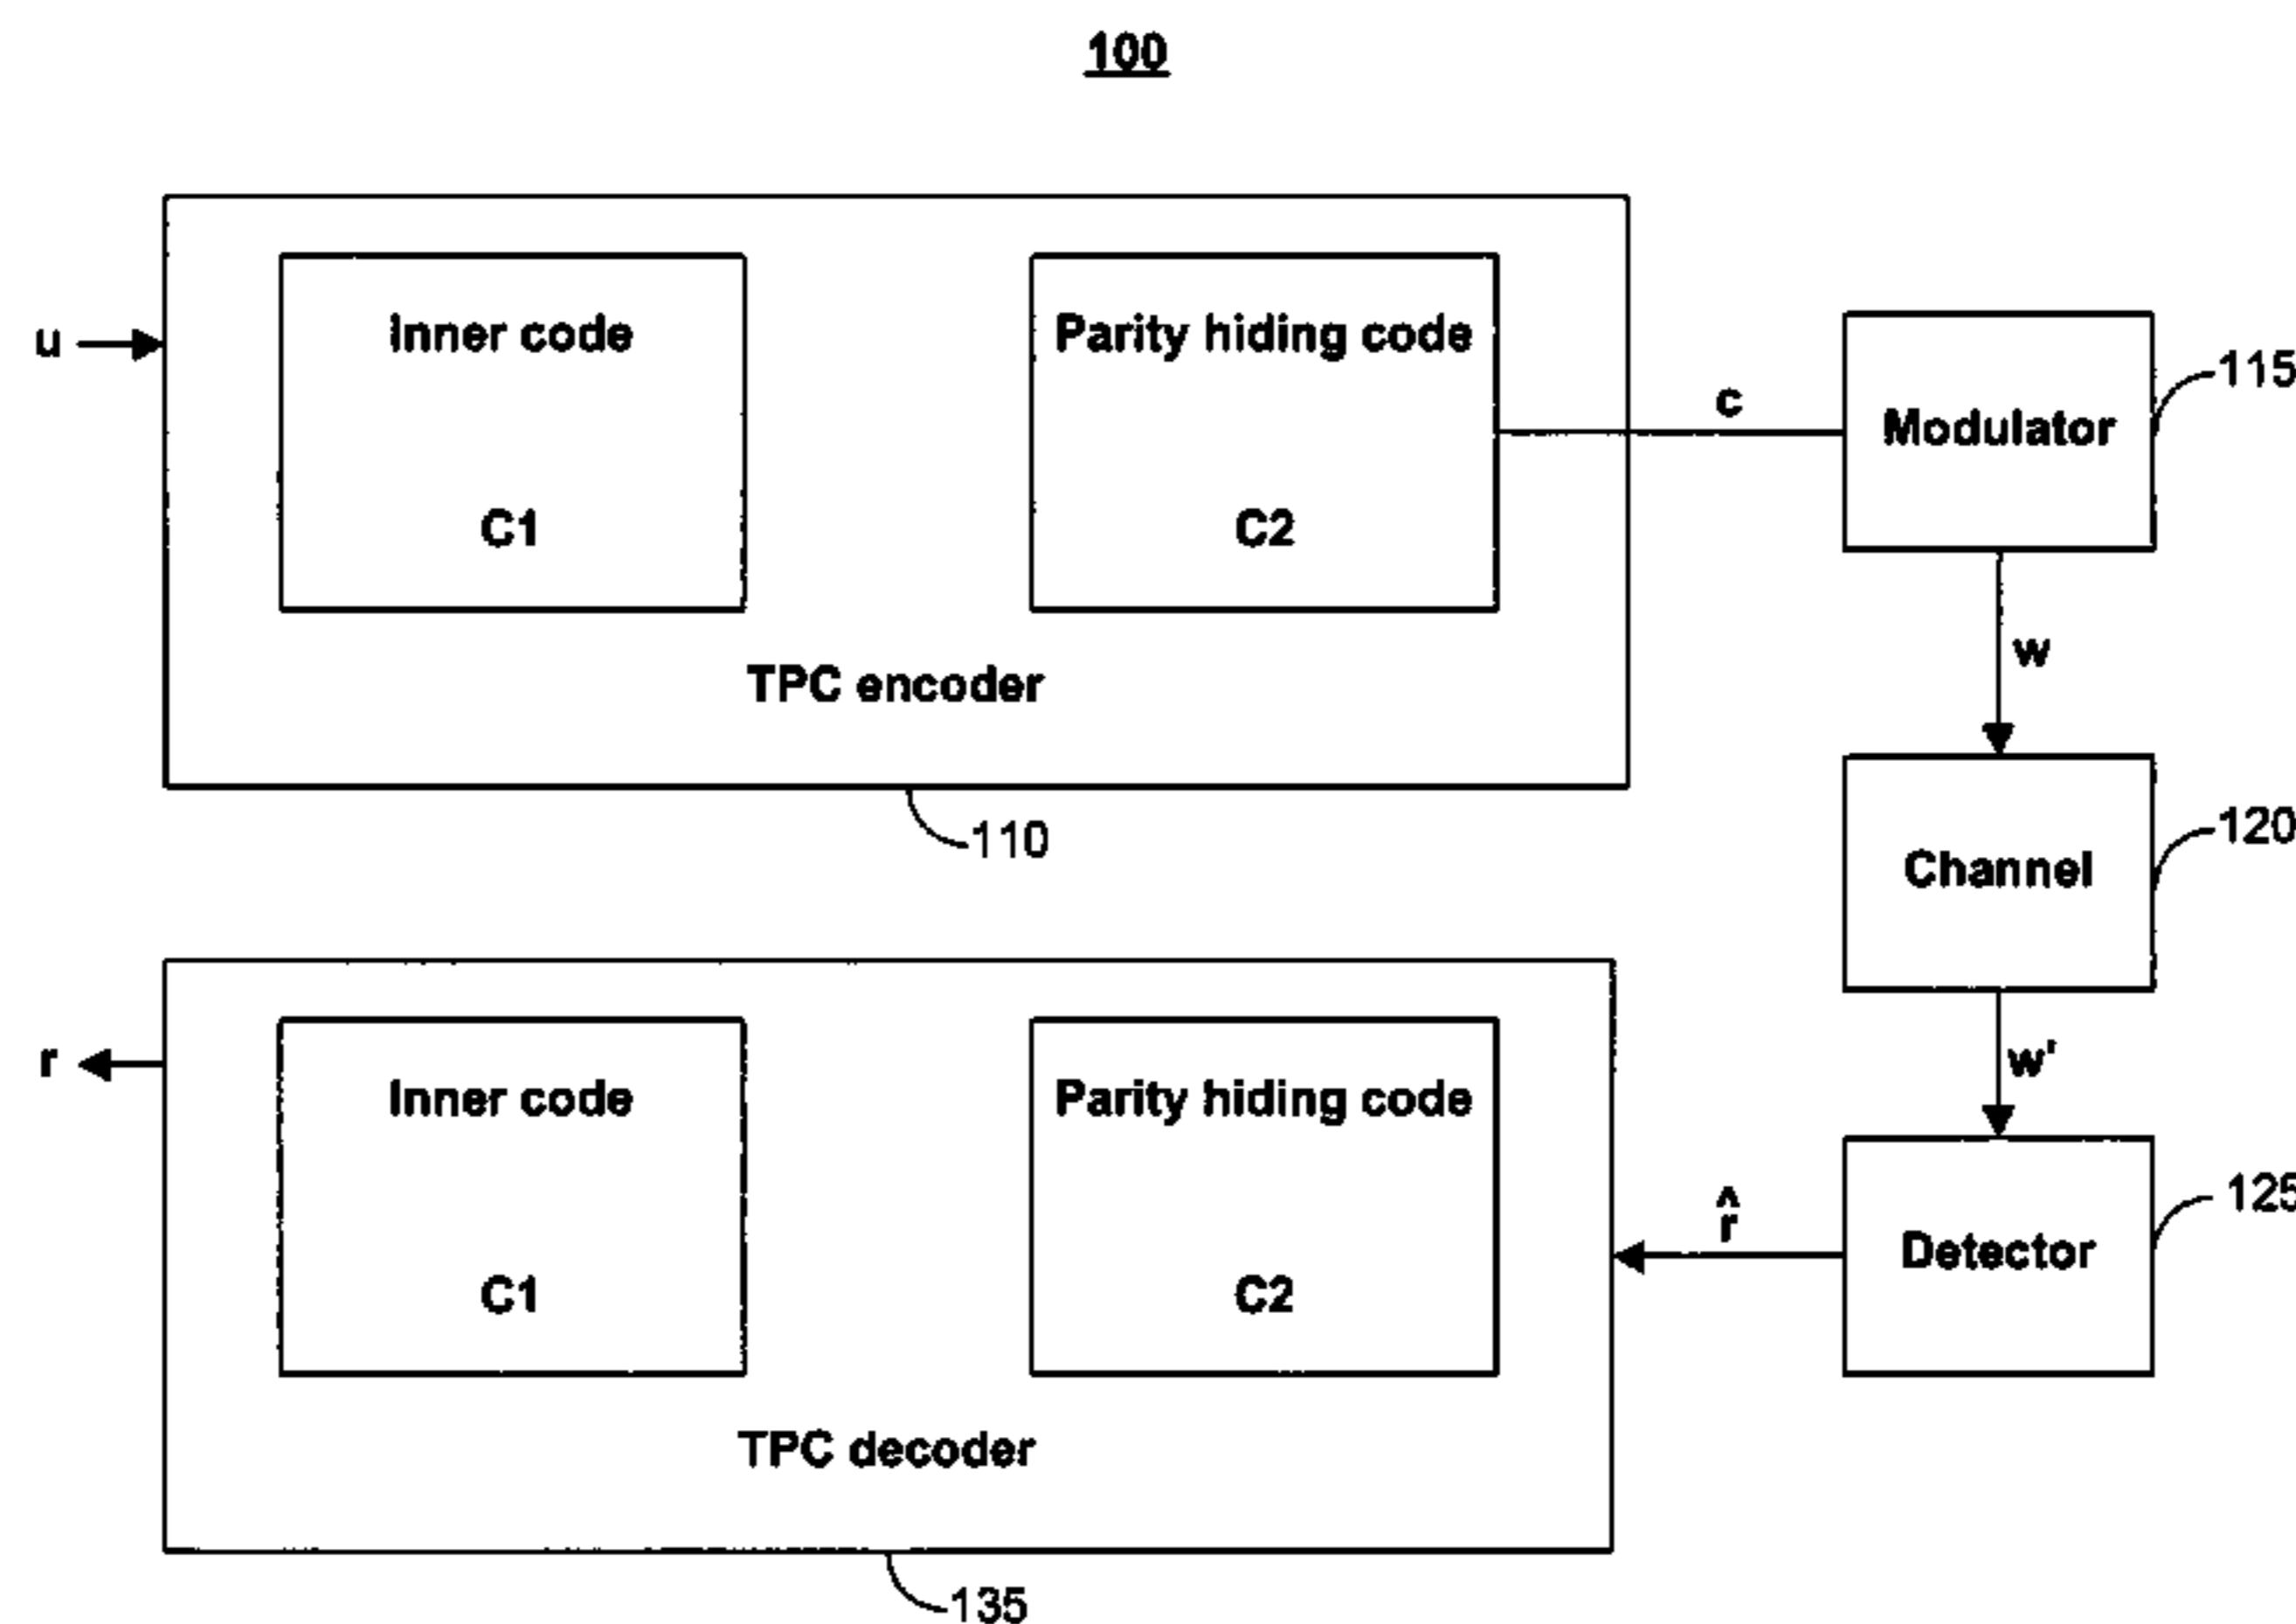 100
u
Inner code
C1
Parity hiding code
C2
TPC encoder
110
c
Modulator
115
w
Channel
120
w'
Detector
125
r̂
r
Inner code
C1
Parity hiding code
C2
TPC decoder
135